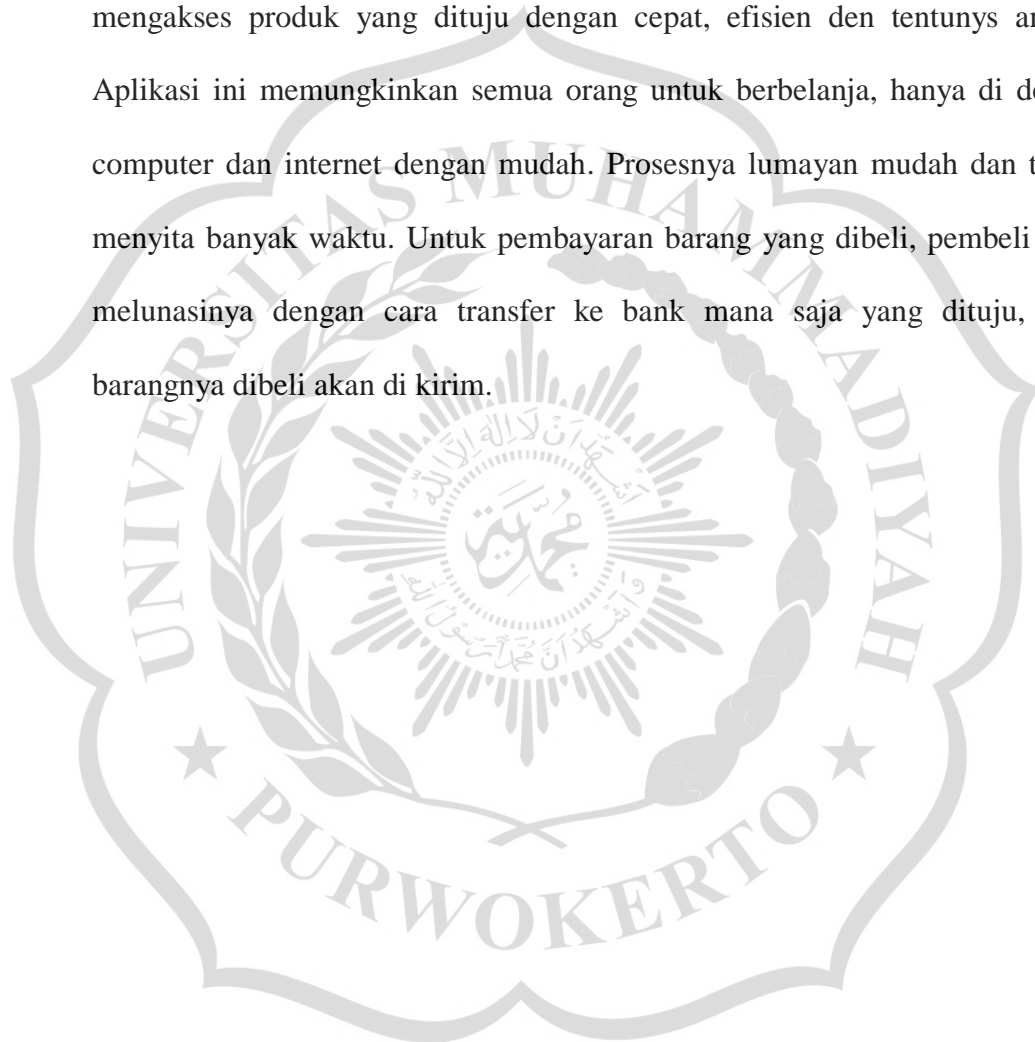 mengakses produk yang dituju dengan cepat, efisien den tentunys
Aplikasi ini memungkinkan semua orang untuk berbelanja, hanya di
computer dan internet dengan mudah. Prosesnya lumayan mudah dan
menyita banyak waktu. Untuk pembayaran barang yang dibeli, pembeli
melunasinya dengan cara transfer ke bank mana saja yang dituju,
barangnya dibeli akan di kirim.
UNIVERSITAS MUHAMMADIYAH
PURWOKERTO